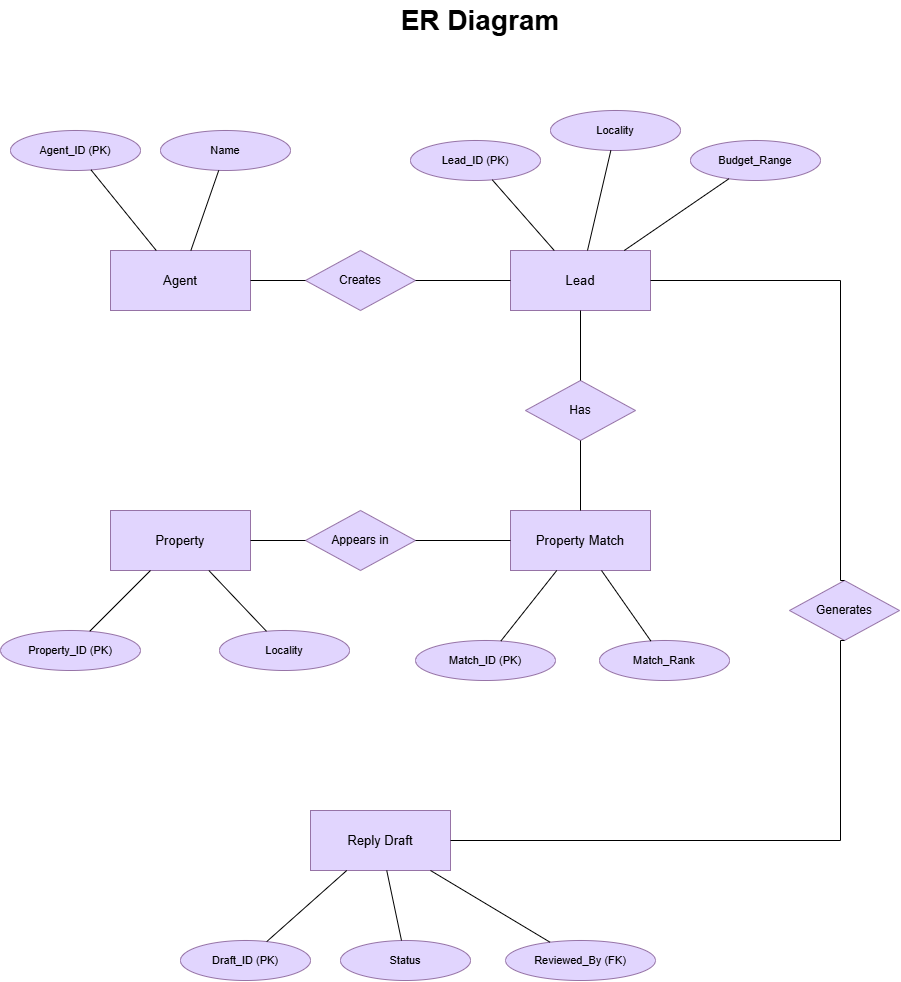 ER Diagram
Agent_ID (PK)
Name
Lead_ID (PK)
Locality
Budget_Range
Agent
Creates
Lead
Has
Property
Appears in
Property Match
Generates
Property_ID (PK)
Locality
Match_ID (PK)
Match_Rank
Reply Draft
Draft_ID (PK)
Status
Reviewed_By (FK)